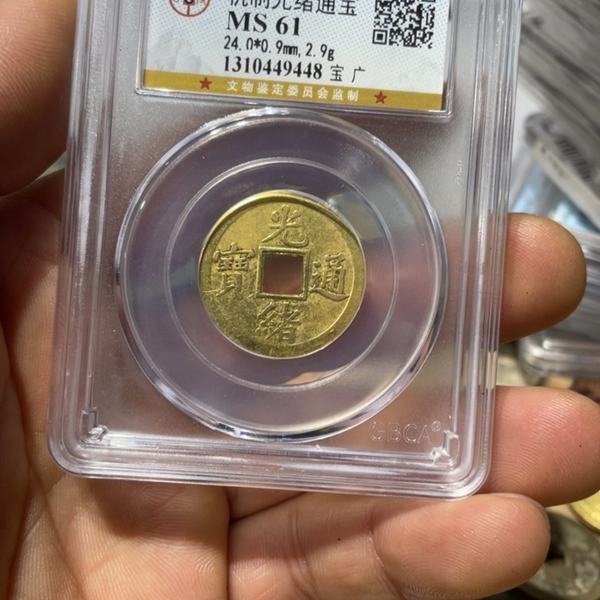 机制光绪通宝
MS 61
24.0*0.9mm, 2.9g
1310449448 宝 广
文物鉴定委员会监制
光
寶 通
緒
GBCA®